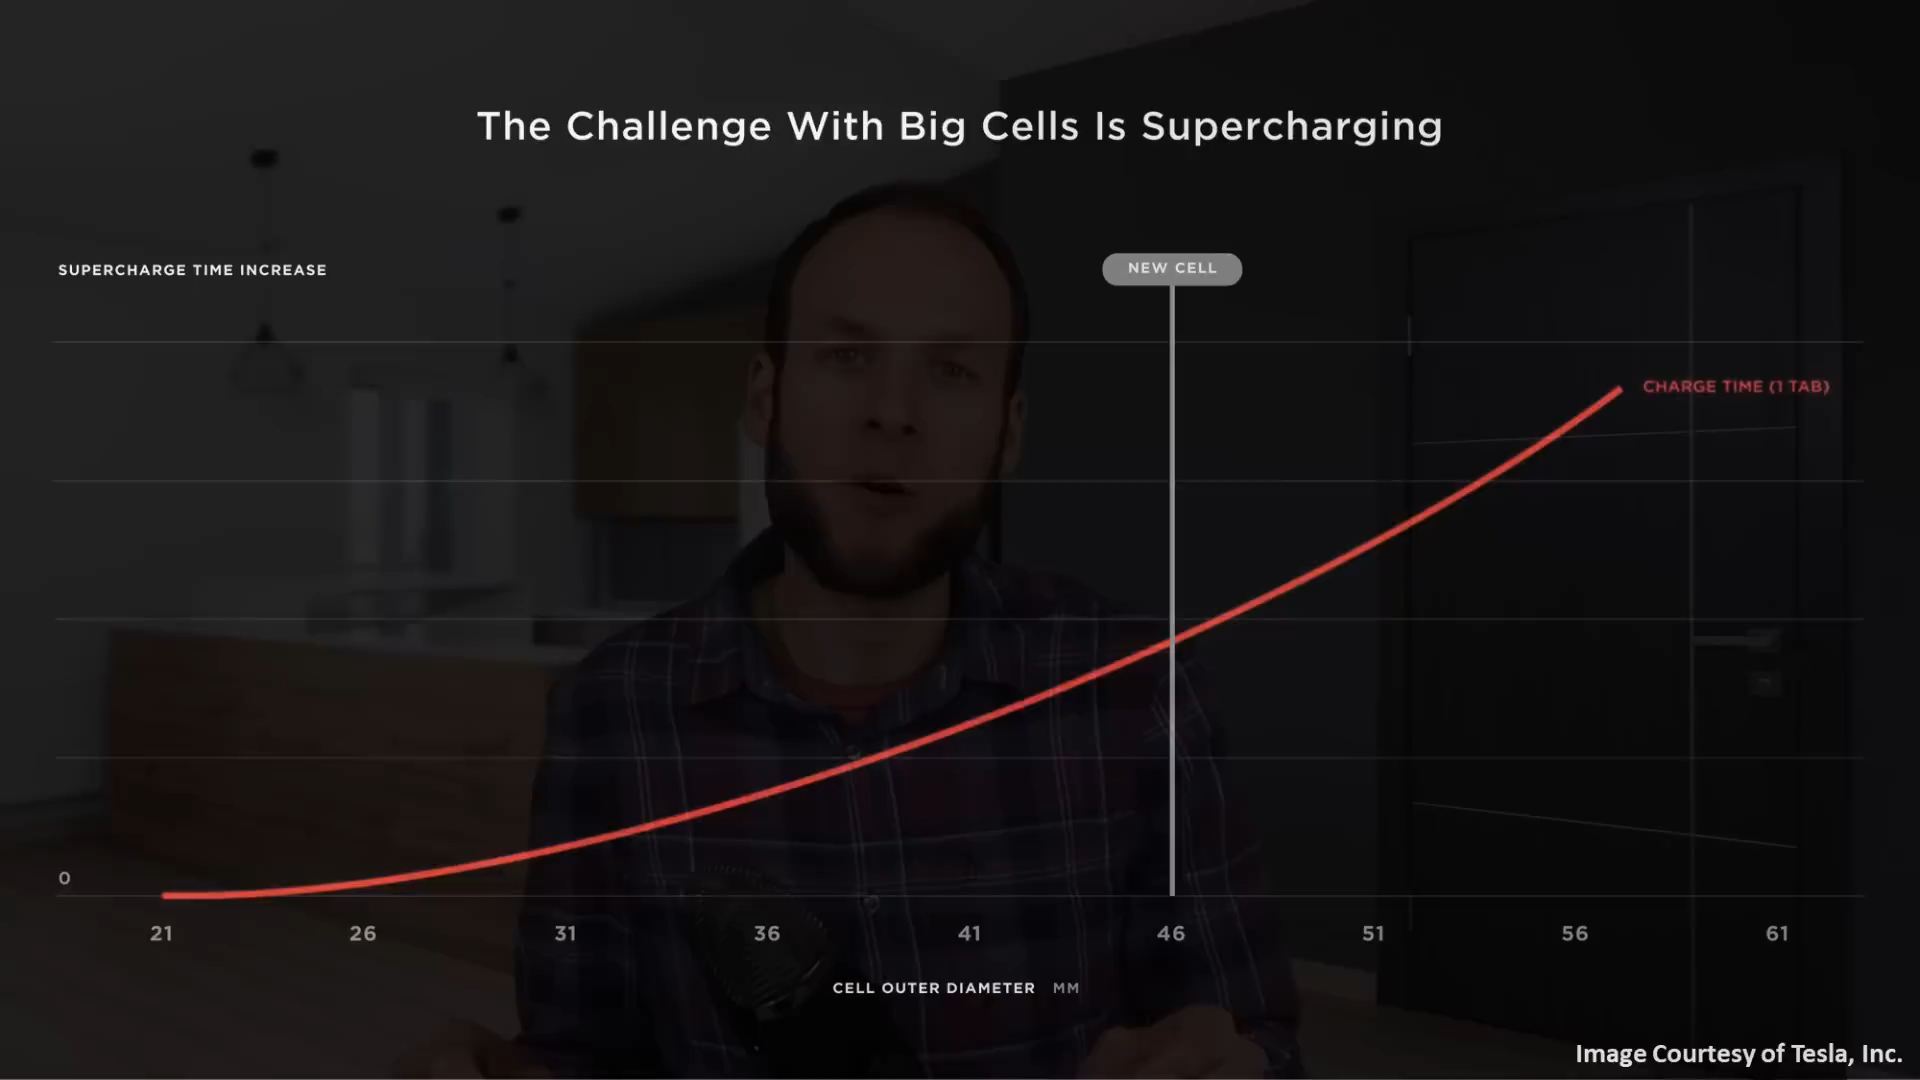 The Challenge With Big Cells Is Supercharging
SUPERCHARGE TIME INCREASE
NEW CELL
CHARGE TIME (1 TAB)
0
21 26 31 36 41 46 51 56 61
CELL OUTER DIAMETER MM
Image Courtesy of Tesla, Inc.